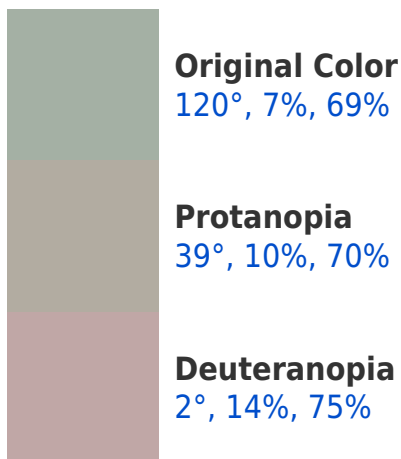 Original Color
120°, 7%, 69%
Protanopia
39°, 10%, 70%
Deuteranopia
2°, 14%, 75%